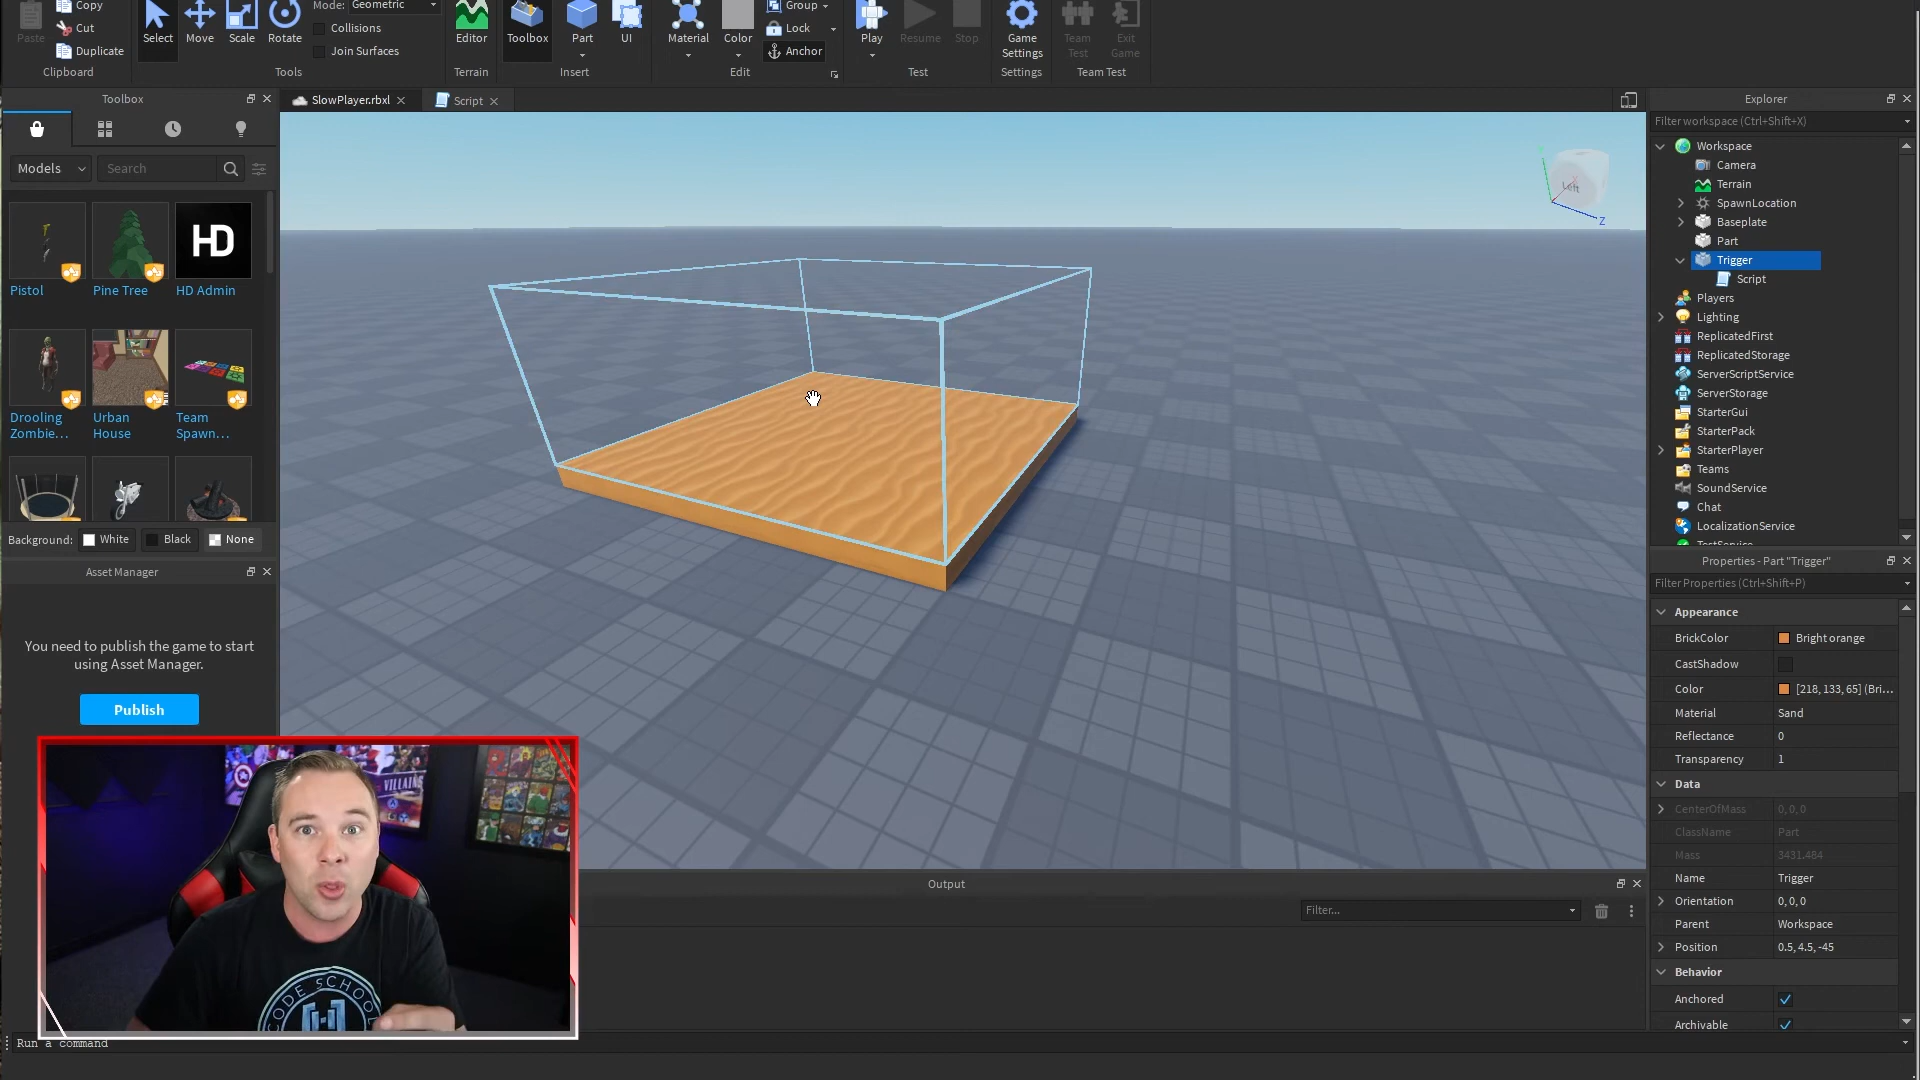 Paste
Copy
Cut
Duplicate
Clipboard
Select
Move
Scale
Rotate
Mode:
Geometric
Collisions
Join Surfaces
Tools
Editor
Terrain
Toolbox
Part
UI
Insert
Material
Color
Group
Lock
Anchor
Edit
Play
Resume
Stop
Test
Game
Settings
Settings
Team
Test
Exit
Game
Team Test
Toolbox
SlowPlayer.rbxl
Script
Models
Search
HD
Pistol
Pine Tree
HD Admin
Drooling
Zombie...
Urban
House
Team
Spawn...
Background:
White
Black
None
Asset Manager
You need to publish the game to start
using Asset Manager.
Publish
Left
Z
VILLAINS
CODE SCHOOL
Output
Filter...
Run a command
Explorer
Filter workspace (Ctrl+Shift+X)
Workspace
Camera
Terrain
SpawnLocation
Baseplate
Part
Trigger
Script
Players
Lighting
ReplicatedFirst
ReplicatedStorage
ServerScriptService
ServerStorage
StarterGui
StarterPack
StarterPlayer
Teams
SoundService
Chat
LocalizationService
TestService
Properties - Part "Trigger"
Filter Properties (Ctrl+Shift+P)
Appearance
BrickColor Bright orange
CastShadow
Color [218, 133, 65] (Bri...
Material Sand
Reflectance 0
Transparency 1
Data
CenterOfMass 0, 0, 0
ClassName Part
Mass 3431.484
Name Trigger
Orientation 0, 0, 0
Parent Workspace
Position 0.5, 4.5, -45
Behavior
Anchored
Archivable